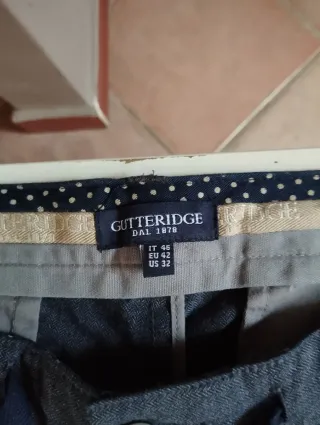 GUTTERIDGE
DAL 1878
IT 46
EU 42
US 32